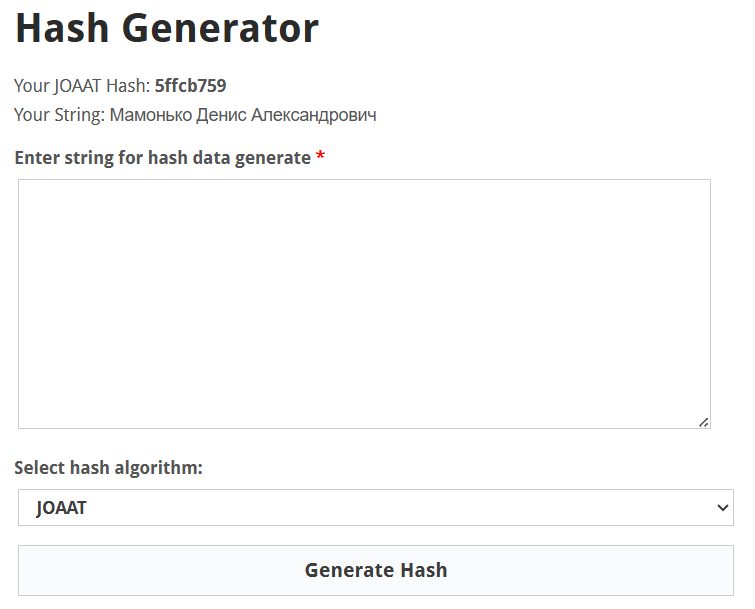 Hash Generator
Your JOAAT Hash: 5ffcb759
Your String: Мамонько Денис Александрович
Enter string for hash data generate *
Select hash algorithm:
JOAAT
Generate Hash